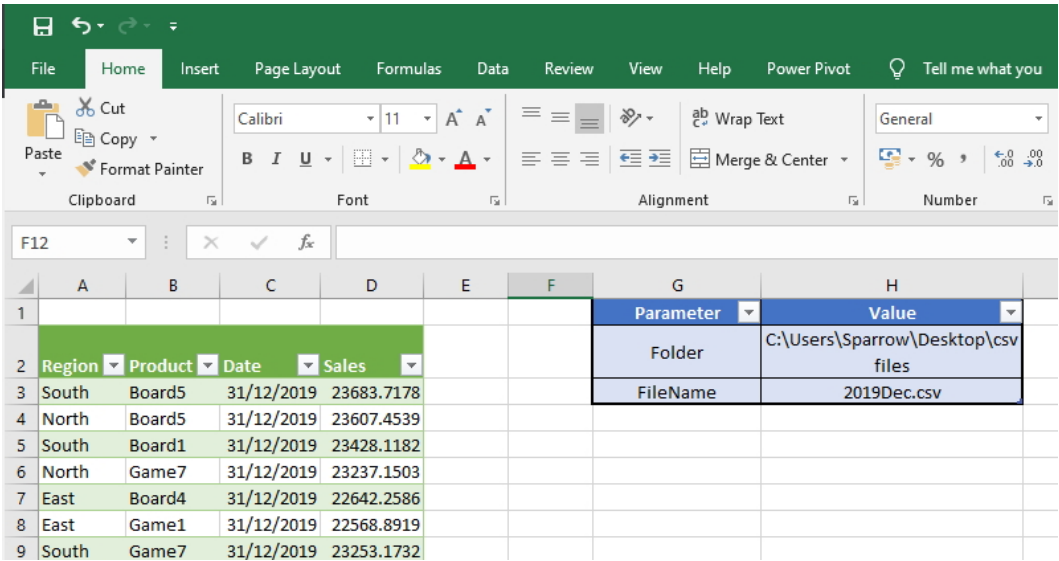 File Home Insert Page Layout Formulas Data Review View Help Power Pivot Tell me what you
Cut
Copy
Format Painter
Paste
Calibri 11 A A
B I U A
ab
c Wrap Text
Merge & Center
General
% , .0 .00
.00 .0
Clipboard Font Alignment Number
F12 fx
A B C D E F G H
1 Parameter Value
2 Region Product Date Sales Folder C:\Users\Sparrow\Desktop\csv
files
3 South Board5 31/12/2019 23683.7178 FileName 2019Dec.csv
4 North Board5 31/12/2019 23607.4539
5 South Board1 31/12/2019 23428.1182
6 North Game7 31/12/2019 23237.1503
7 East Board4 31/12/2019 22642.2586
8 East Game1 31/12/2019 22568.8919
9 South Game7 31/12/2019 23253.1732